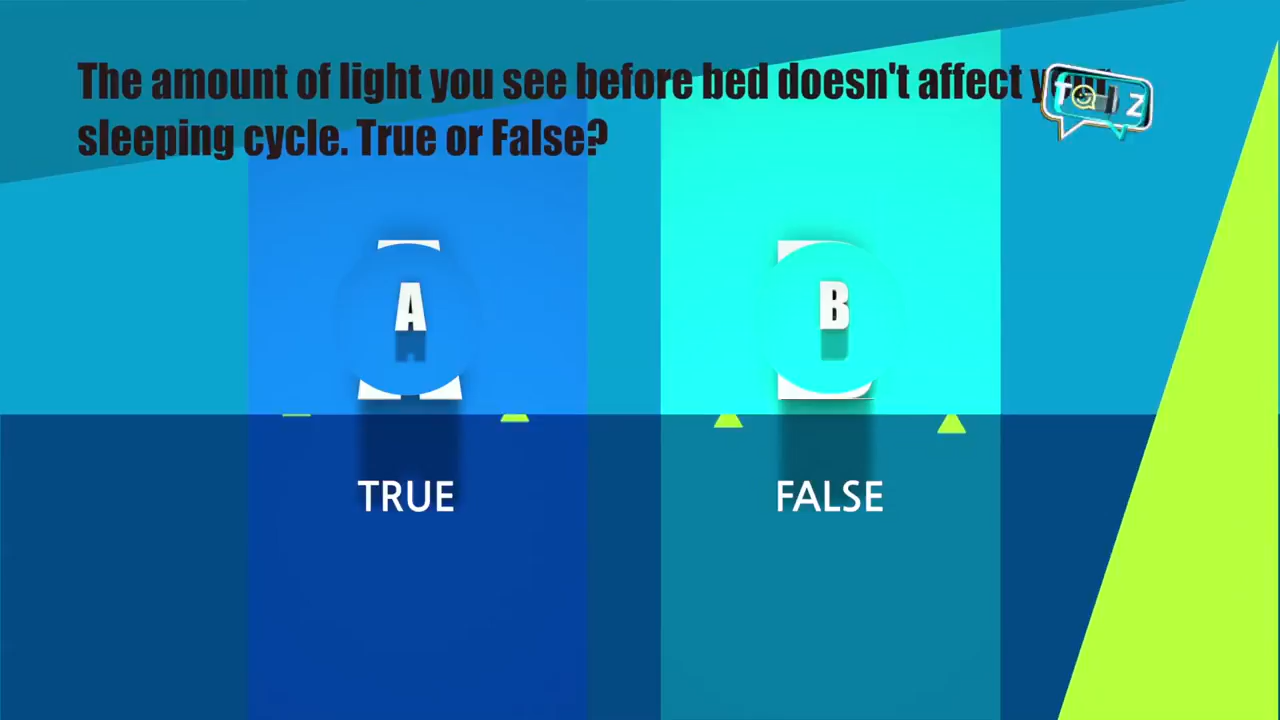 The amount of light you see before bed doesn't affect
sleeping cycle. True or False?
A
B
TRUE
FALSE